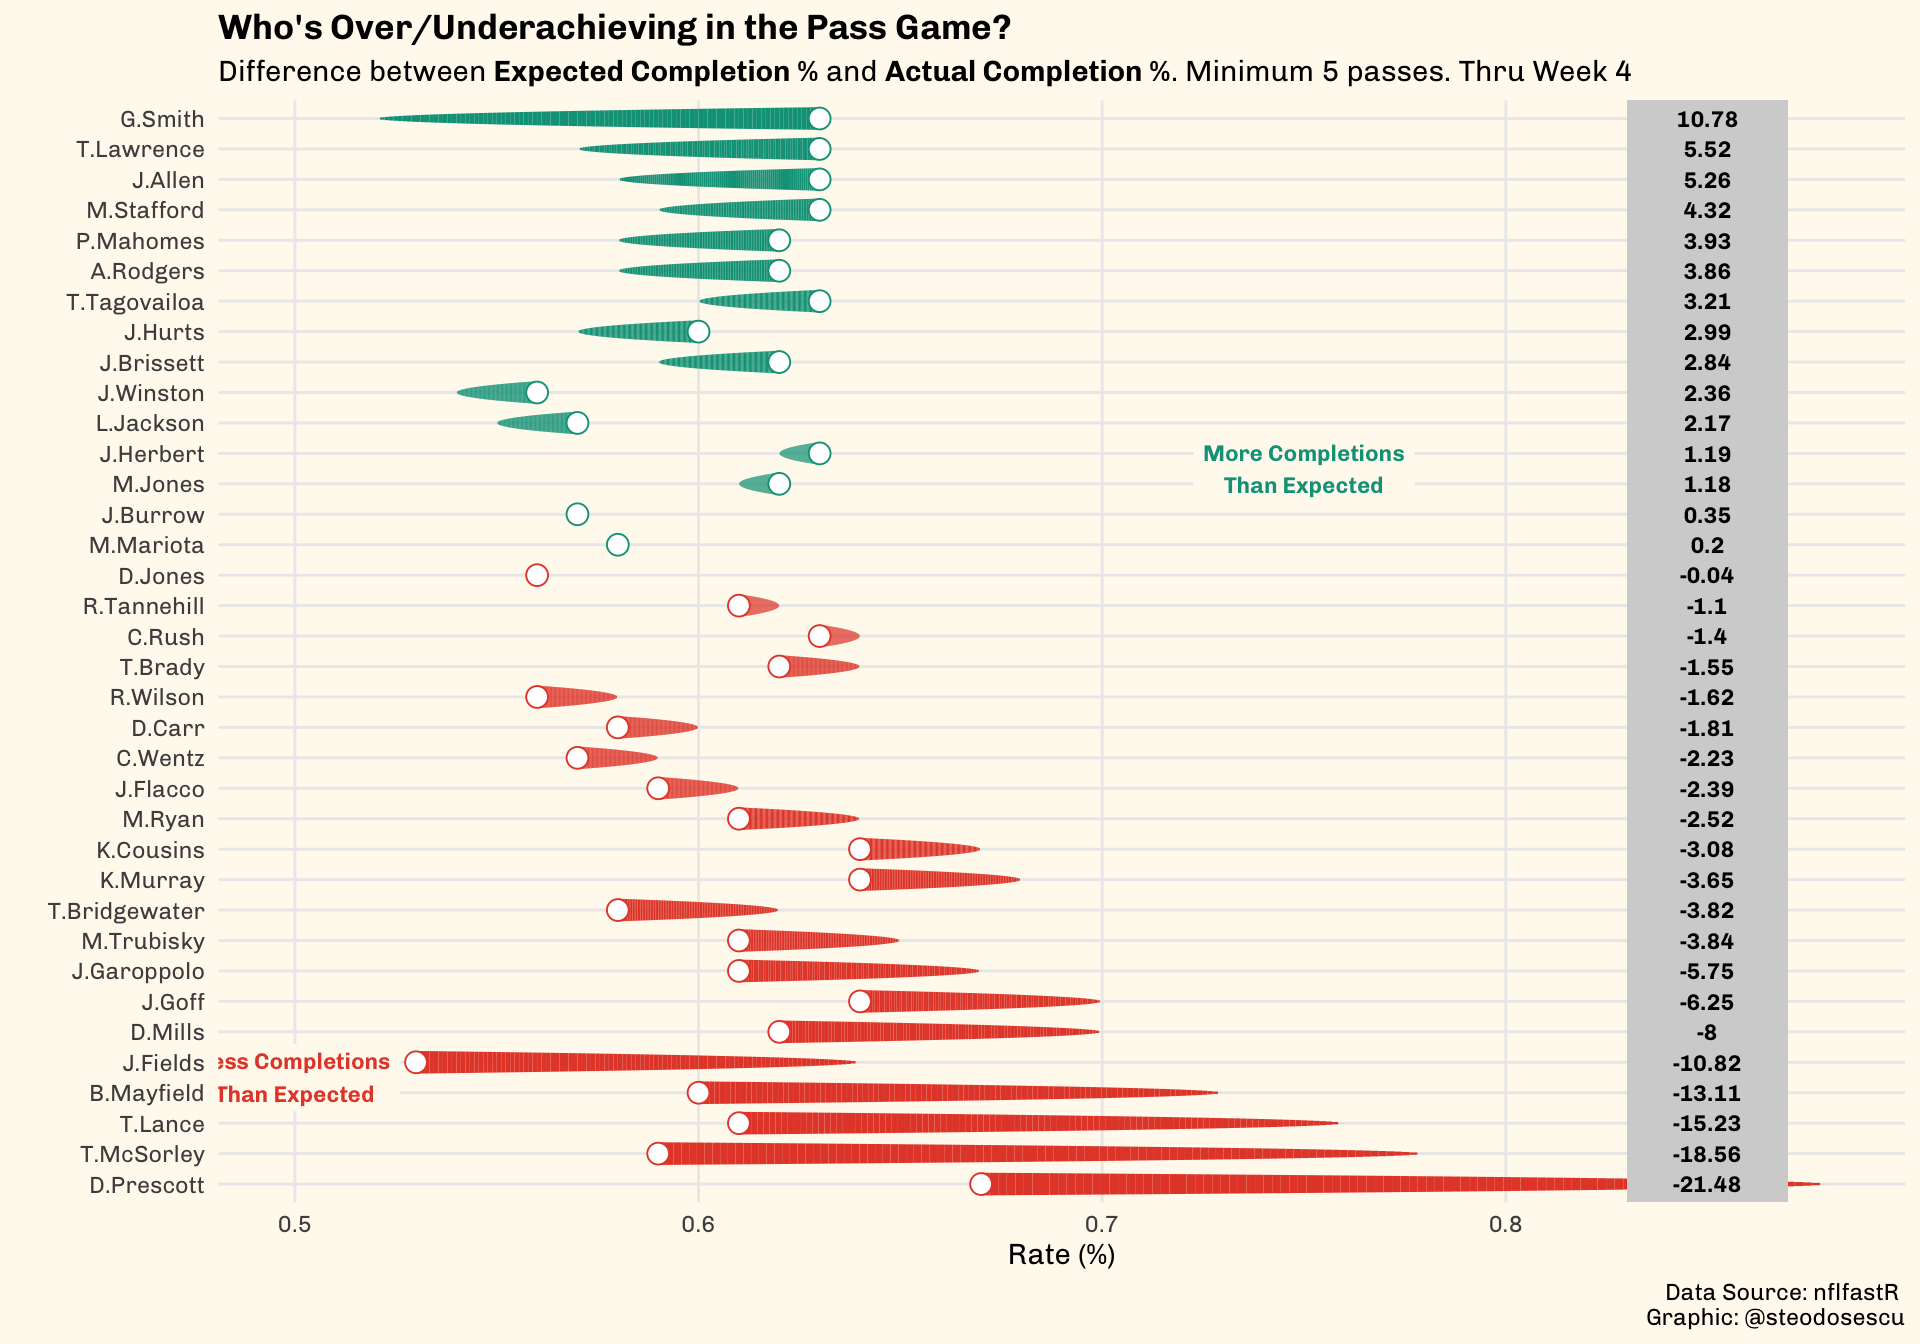 Who's Over/Underachieving in the Pass Game?
Difference between Expected Completion % and Actual Completion %. Minimum 5 passes. Thru Week 4
G.Smith 10.78
T.Lawrence 5.52
J.Allen 5.26
M.Stafford 4.32
P.Mahomes 3.93
A.Rodgers 3.86
T.Tagovailoa 3.21
J.Hurts 2.99
J.Brissett 2.84
J.Winston 2.36
L.Jackson 2.17
J.Herbert More Completions 1.19
M.Jones Than Expected 1.18
J.Burrow 0.35
M.Mariota 0.2
D.Jones -0.04
R.Tannehill -1.1
C.Rush -1.4
T.Brady -1.55
R.Wilson -1.62
D.Carr -1.81
C.Wentz -2.23
J.Flacco -2.39
M.Ryan -2.52
K.Cousins -3.08
K.Murray -3.65
T.Bridgewater -3.82
M.Trubisky -3.84
J.Garoppolo -5.75
J.Goff -6.25
D.Mills -8
J.Fields ess Completions -10.82
B.Mayfield Than Expected -13.11
T.Lance -15.23
T.McSorley -18.56
D.Prescott -21.48
0.5 0.6 0.7 0.8
Rate (%)
Data Source: nflfastR
Graphic: @steodosescu